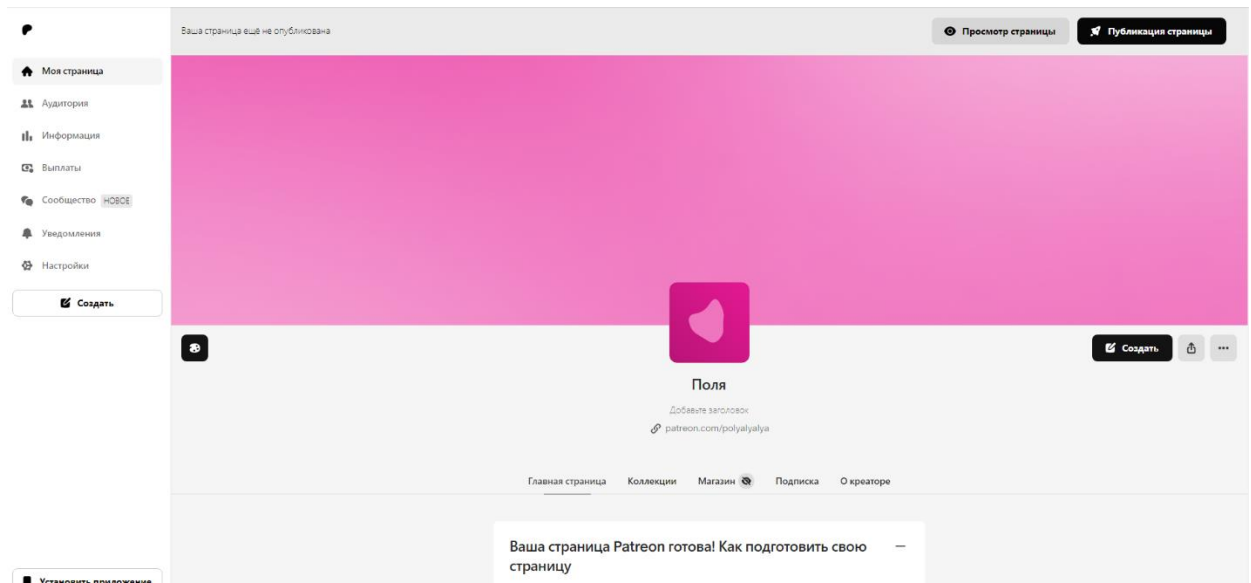 Ваша страница ещё не опубликована
Просмотр страницы
Публикация страницы
Моя страница
Аудитория
Информация
Выплаты
Сообщество НОВОЕ
Уведомления
Настройки
Создать
Создать
Поля
Добавьте заголовок
patreon.com/polyalyalya
Главная страница Коллекции Магазин Подписка О креаторе
Ваша страница Patreon готова! Как подготовить свою
страницу
Установить приложение